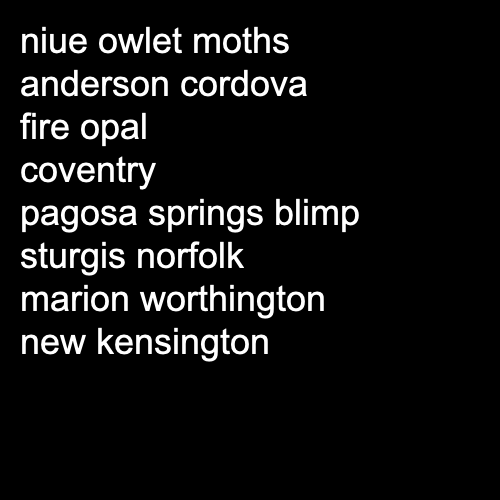 niue owlet moths
anderson cordova
fire opal
coventry
pagosa springs blimp
sturgis norfolk
marion worthington
new kensington